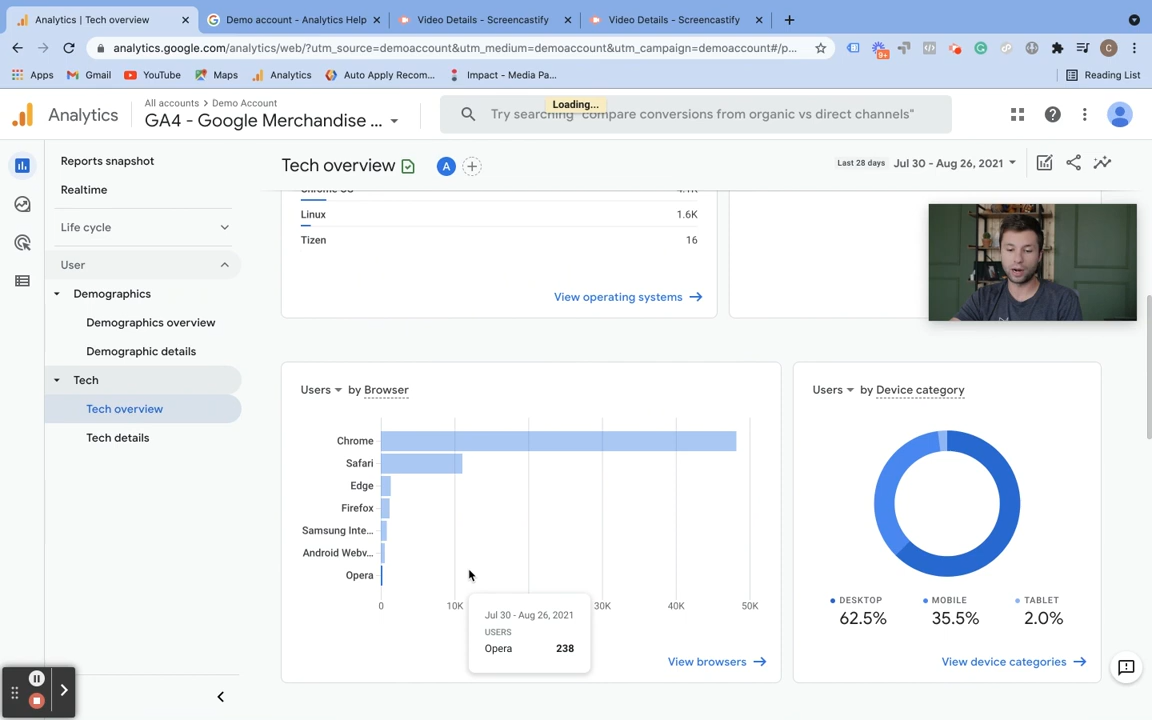 Analytics | Tech overview
Demo account - Analytics Help
Video Details - Screencastify
Video Details - Screencastify
analytics.google.com/analytics/web/?utm_source=demoaccount&utm_medium=demoaccount&utm_campaign=demoaccount#/p...
9+
C
Apps
Gmail
YouTube
Maps
Analytics
Auto Apply Recom...
Impact - Media Pa...
Reading List
Analytics
All accounts > Demo Account
GA4 - Google Merchandise ...
Loading...
Try searching "compare conversions from organic vs direct channels"
Reports snapshot
Realtime
Life cycle
User
Demographics
Demographics overview
Demographic details
Tech
Tech overview
Tech details
Tech overview
A
Last 28 days
Jul 30 - Aug 26, 2021
Chrome OS 4.1K
Linux 1.6K
Tizen 16
View operating systems
Users by Browser
Chrome
Safari
Edge
Firefox
Samsung Inte...
Android Webv...
Opera
0 10K 30K 40K 50K
Jul 30 - Aug 26, 2021
USERS
Opera 238
View browsers
Users by Device category
DESKTOP MOBILE TABLET
62.5% 35.5% 2.0%
View device categories